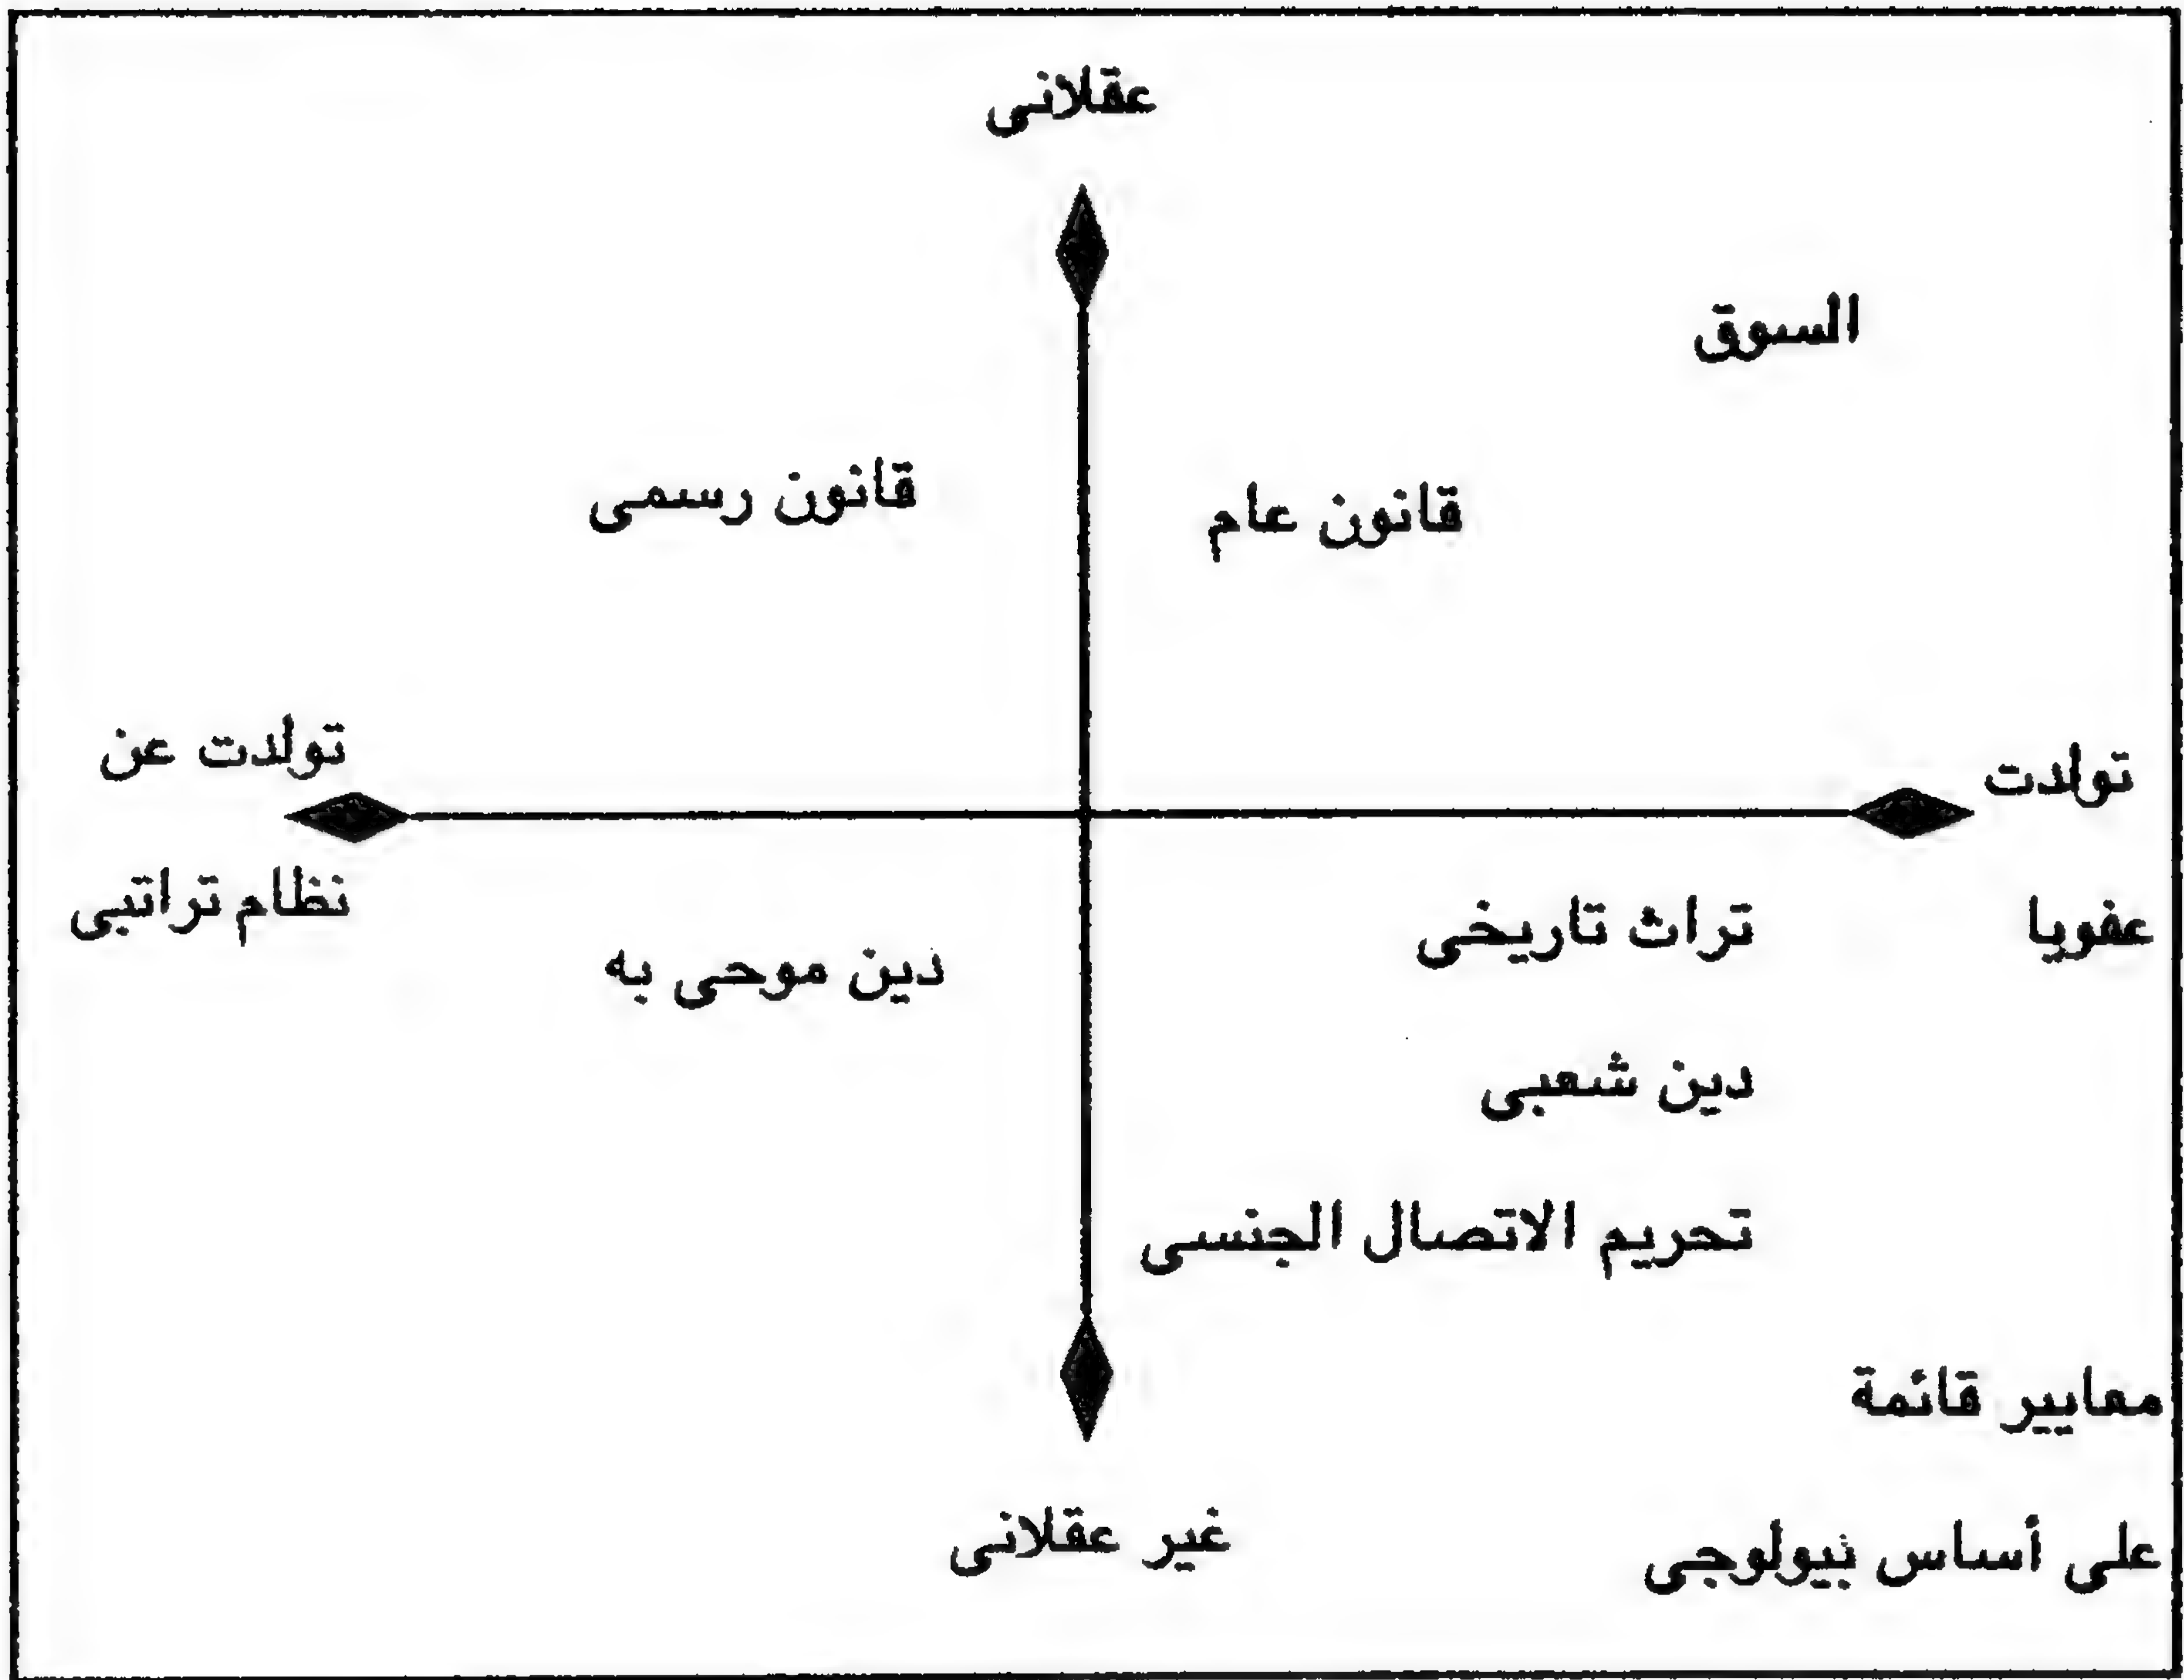 عقلانى
السوق
قانون عام
قانون رسمى
تولدت
عفويا
تولدت عن
نظام تراتبى
تراث تاريخى
دين شعبى
تحريم الاتصال الجنسى
دين موحى به
معايير قائمة
على أساس بيولوجى
غير عقلانى